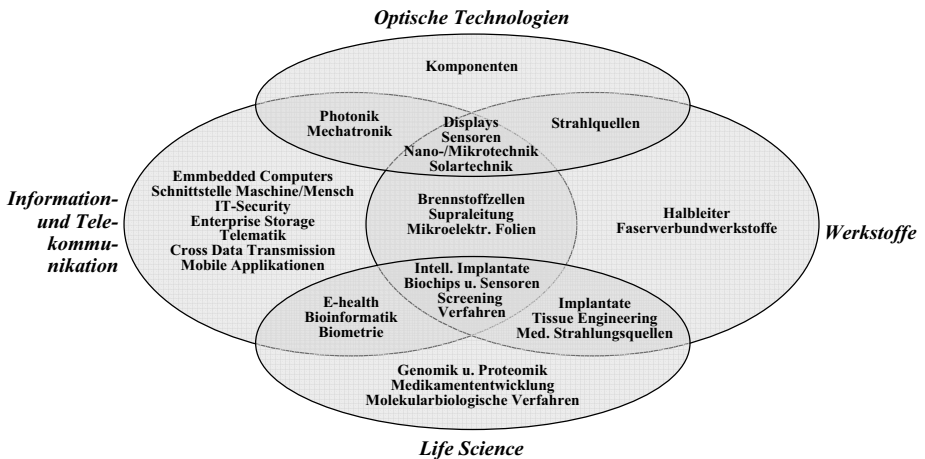 Optische Technologien
Komponenten
Photonik
Mechatronik
Displays
Sensoren
Nano-/Mikrotechnik
Solartechnik
Strahlquellen
Information-
und Tele-
kommu-
nikation
Emmbedded Computers
Schnittstelle Maschine/Mensch
IT-Security
Enterprise Storage
Telematik
Cross Data Transmission
Mobile Applikationen
Brennstoffzellen
Supraleitung
Mikroelektr. Folien
Halbleiter
Faserverbundwerkstoffe
Werkstoffe
E-health
Bioinformatik
Biometrie
Intell. Implantate
Biochips u. Sensoren
Screening
Verfahren
Implantate
Tissue Engineering
Med. Strahlungsquellen
Genomik u. Proteomik
Medikamententwicklung
Molekularbiologische Verfahren
Life Science